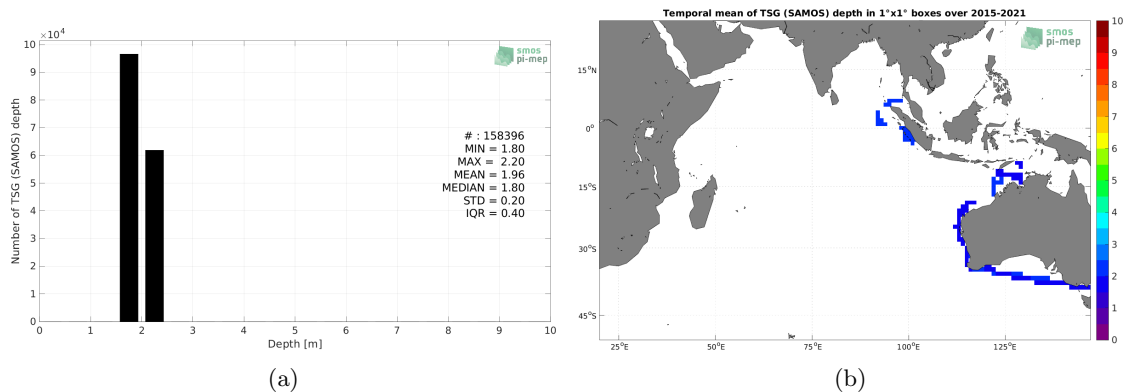 ×10⁴
10
9
8
7
6
5
4
3
2
1
0
0 1 2 3 4 5 6 7 8 9 10
Number of TSG (SAMOS) depth
Depth [m]
smos
pi-mep
# : 158396
MIN = 1.80
MAX = 2.20
MEAN = 1.96
MEDIAN = 1.80
STD = 0.20
IQR = 0.40
(a)
Temporal mean of TSG (SAMOS) depth in 1°x1° boxes over 2015-2021
smos
pi-mep
15°N
0°
15°S
30°S
45°S
25°E 50°E 75°E 100°E 125°E
10
9
8
7
6
5
4
3
2
1
0
(b)